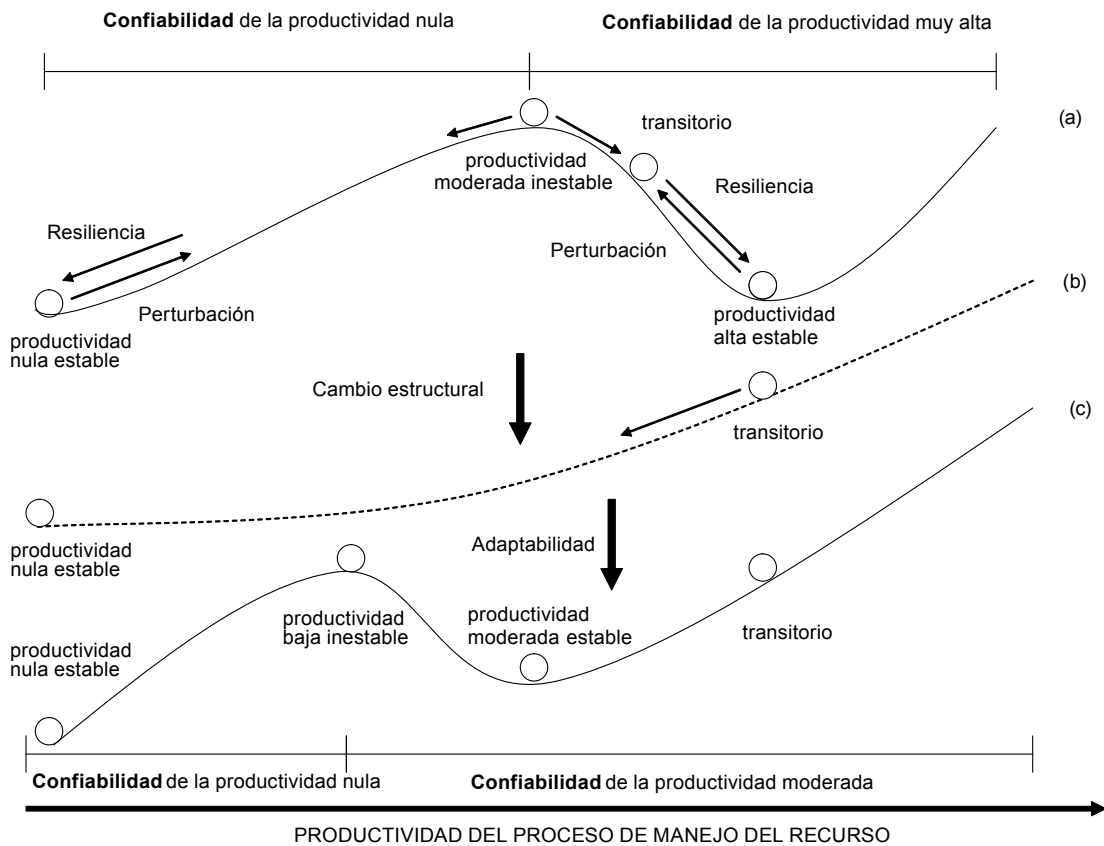 Confiabilidad de la productividad nula
Confiabilidad de la productividad muy alta
(a)
transitorio
productividad
moderada inestable
Resiliencia
Resiliencia
Perturbación
(b)
Perturbación
productividad
alta estable
productividad
nula estable
Cambio estructural
(c)
transitorio
productividad
nula estable
Adaptabilidad
productividad
baja inestable
productividad
moderada estable
transitorio
productividad
nula estable
Confiabilidad de la productividad nula
Confiabilidad de la productividad moderada
PRODUCTIVIDAD DEL PROCESO DE MANEJO DEL RECURSO